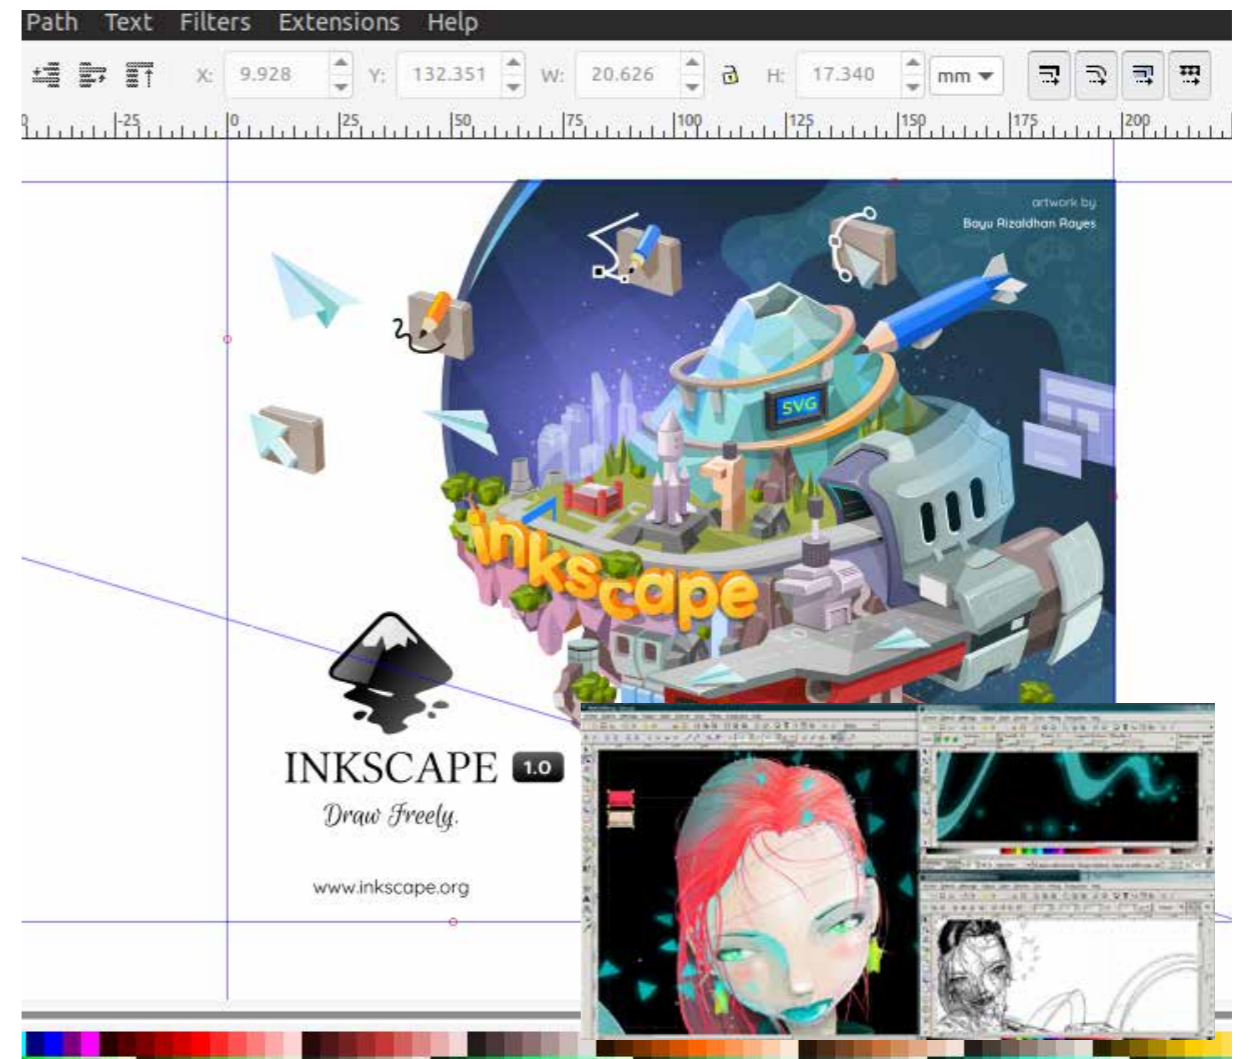 Path Text Filters Extensions Help
X: 9.928 Y: 132.351 W: 20.626 H: 17.340 mm
-25 0 25 50 75 100 125 150 175 200
artwork by
Bayu Rizaldhan Rayes
SVG
inkscape
INKSCAPE 1.0
Draw Freely.
www.inkscape.org